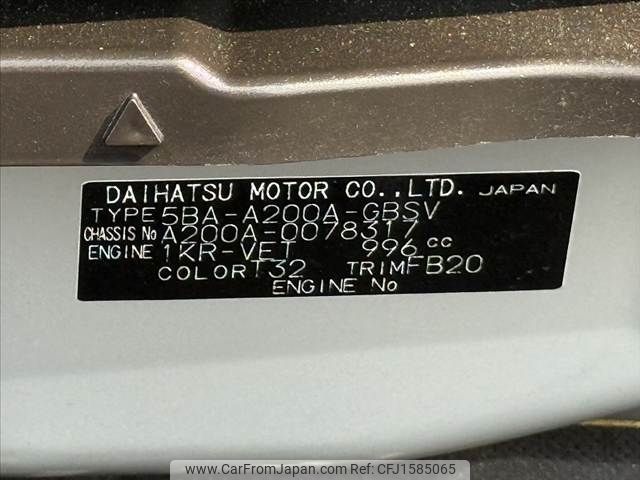 DAIHATSU MOTOR CO.,LTD. JAPAN
TYPE 5BA-A200A-GBSV
CHASSIS No A200A-0078317
ENGINE 1KR-VET 996 cc
COLOR T32 TRIM FB20
ENGINE No
www.CarFromJapan.com Car Ref:CFJ1585065